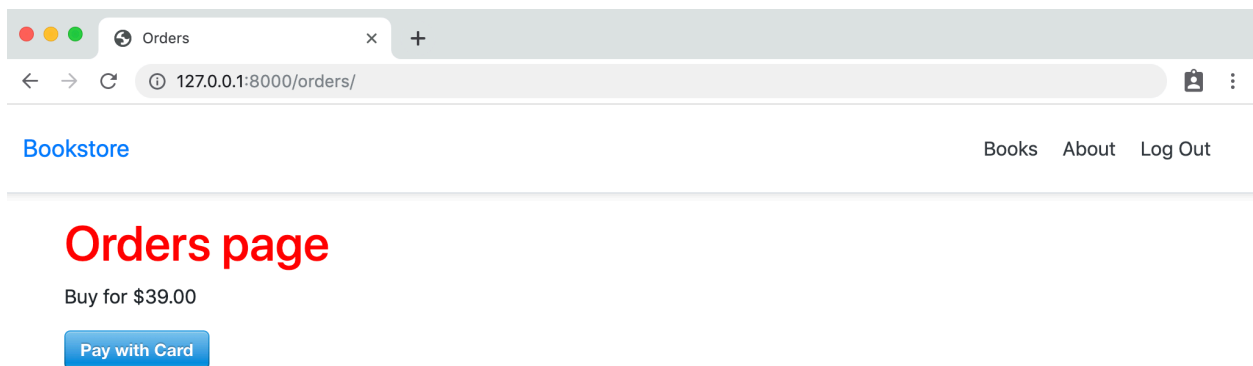 Orders
127.0.0.1:8000/orders/
Bookstore Books About Log Out
Orders page
Buy for $39.00
Pay with Card